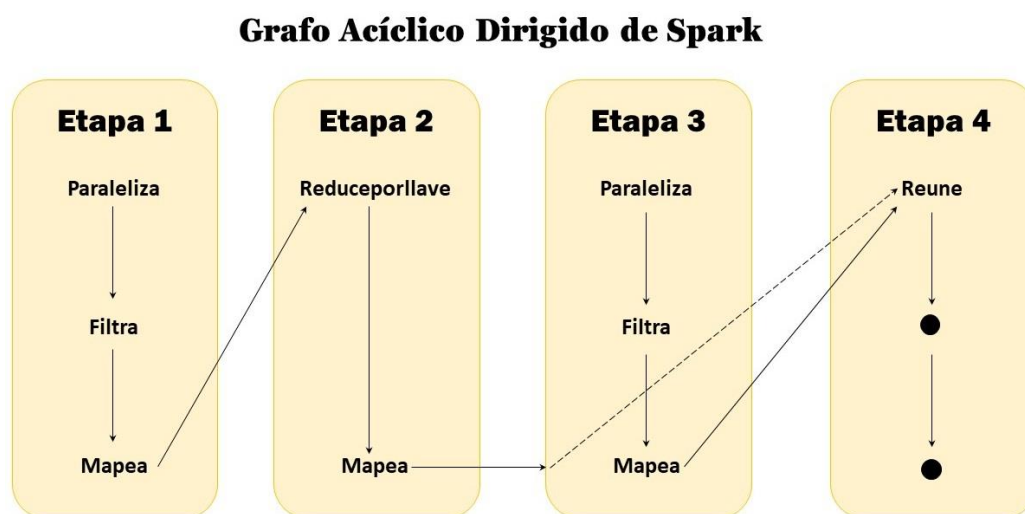 Grafo Acíclico Dirigido de Spark
Etapa 1
Paraleliza
Filtra
Mapea
Etapa 2
Reduceporllave
Mapea
Etapa 3
Paraleliza
Filtra
Mapea
Etapa 4
Reune